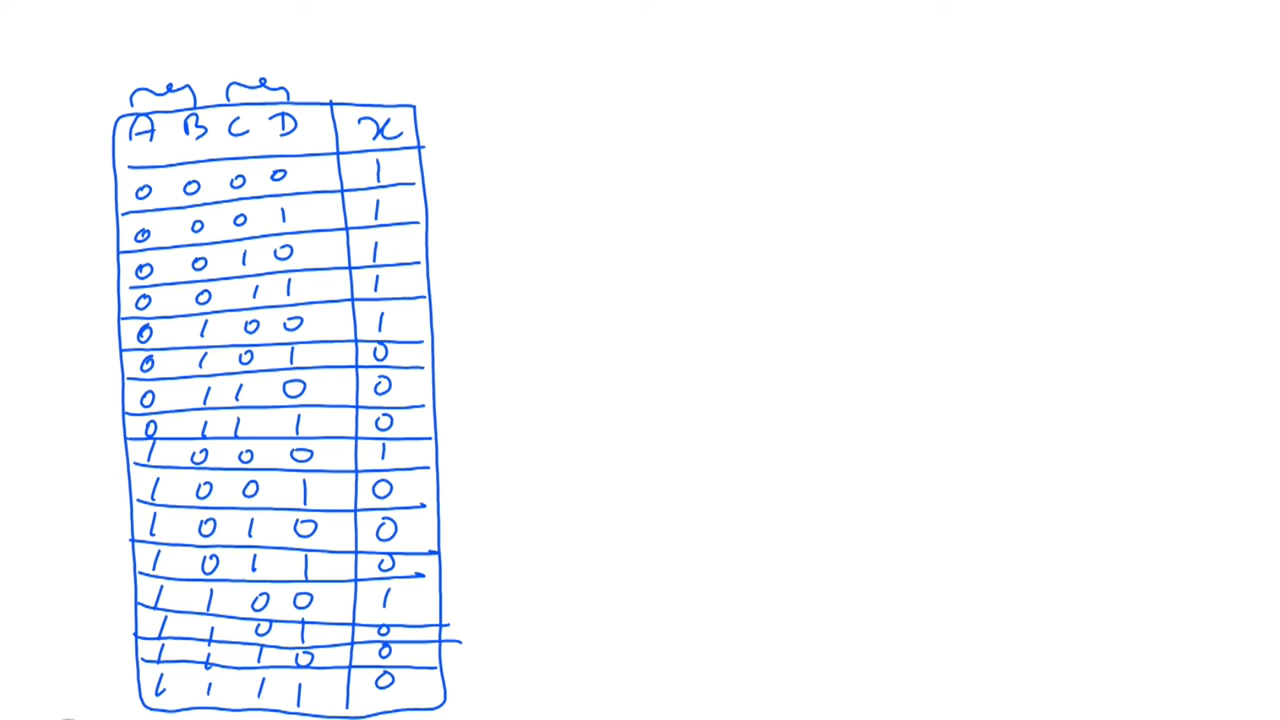 A B C D x
0 0 0 0 1
0 0 0 1 1
0 0 1 0 1
0 0 1 1 1
0 1 0 0 1
0 1 0 1 0
0 1 1 0 0
0 1 1 1 0
1 0 0 0 1
1 0 0 1 0
1 0 1 0 0
1 0 1 1 0
1 1 0 0 1
1 1 0 1 0
1 1 1 0 0
1 1 1 1 0